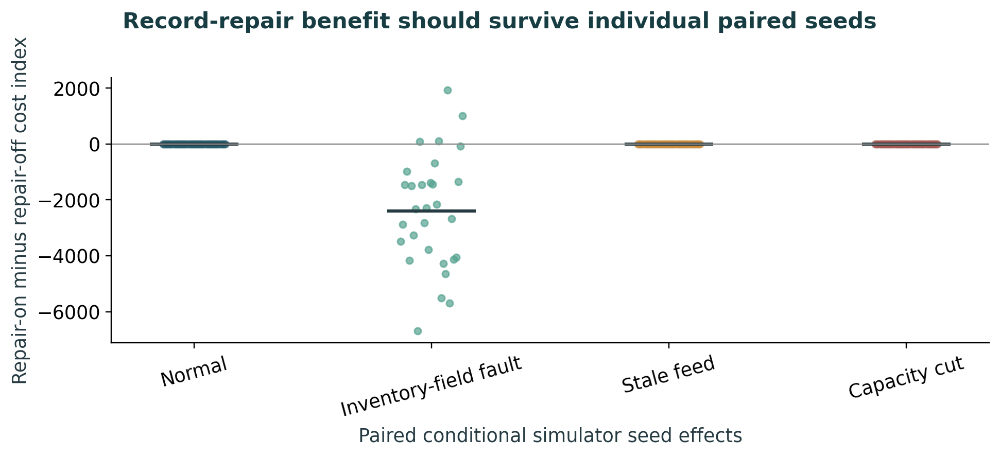 Record-repair benefit should survive individual paired seeds
Repair-on minus repair-off cost index
2000
0
−2000
−4000
−6000
Normal
Inventory-field fault
Stale feed
Capacity cut
Paired conditional simulator seed effects